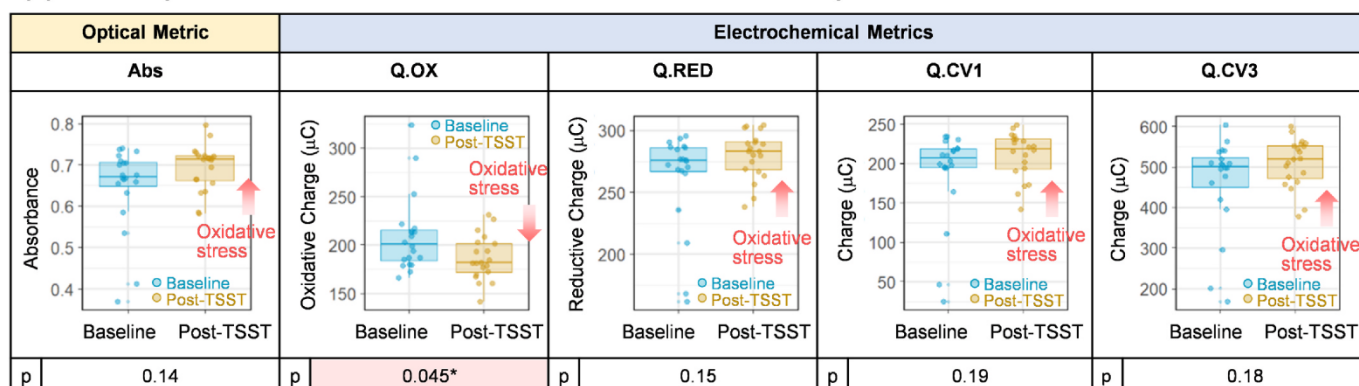 Optical Metric
Electrochemical Metrics
Abs
Q.OX
Q.RED
Q.CV1
Q.CV3
Absorbance
0.8
0.7
0.6
0.5
0.4
Oxidative
stress
Baseline
Post-TSST
Baseline
Post-TSST
Oxidative Charge (μC)
300
250
200
150
Baseline
Post-TSST
Oxidative
stress
Baseline
Post-TSST
Reductive Charge (μC)
300
250
200
Oxidative
stress
Baseline
Post-TSST
Baseline
Post-TSST
Charge (μC)
250
200
150
100
50
Oxidative
stress
Baseline
Post-TSST
Baseline
Post-TSST
Charge (μC)
600
500
400
300
200
Oxidative
stress
Baseline
Post-TSST
Baseline
Post-TSST
p
0.14
p
0.045*
p
0.15
p
0.19
p
0.18